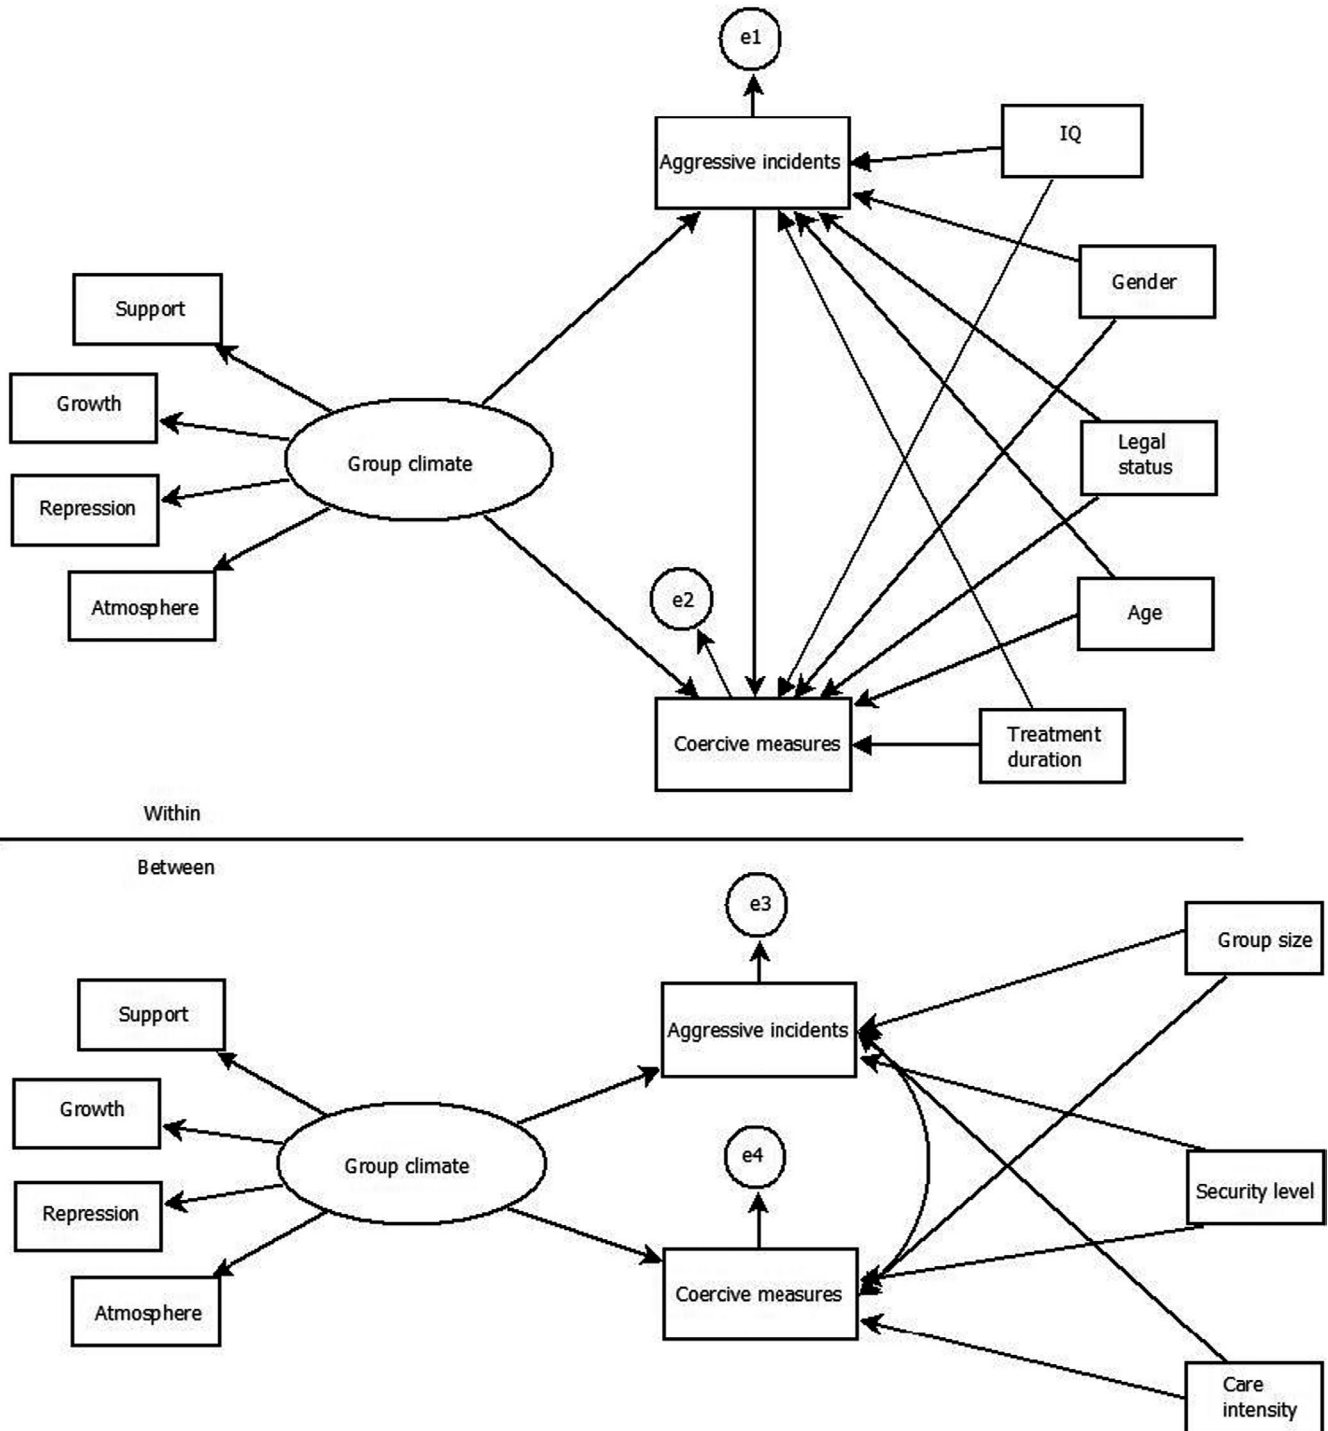 e1
Aggressive incidents
IQ
Gender
Support
Growth
Group climate
Legal
status
Repression
e2
Atmosphere
Age
Coercive measures
Treatment
duration
Within
Between
e3
Group size
Support
Aggressive incidents
Growth
e4
Group climate
Security level
Repression
Coercive measures
Atmosphere
Care
intensity